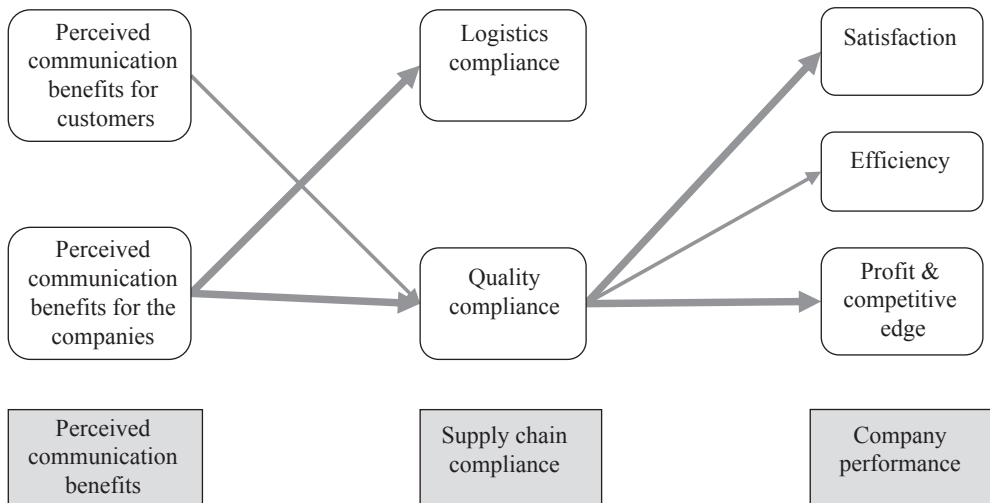 Perceived
communication
benefits for
customers
Logistics
compliance
Satisfaction
Efficiency
Perceived
communication
benefits for the
companies
Quality
compliance
Profit &
competitive
edge
Perceived
communication
benefits
Supply chain
compliance
Company
performance